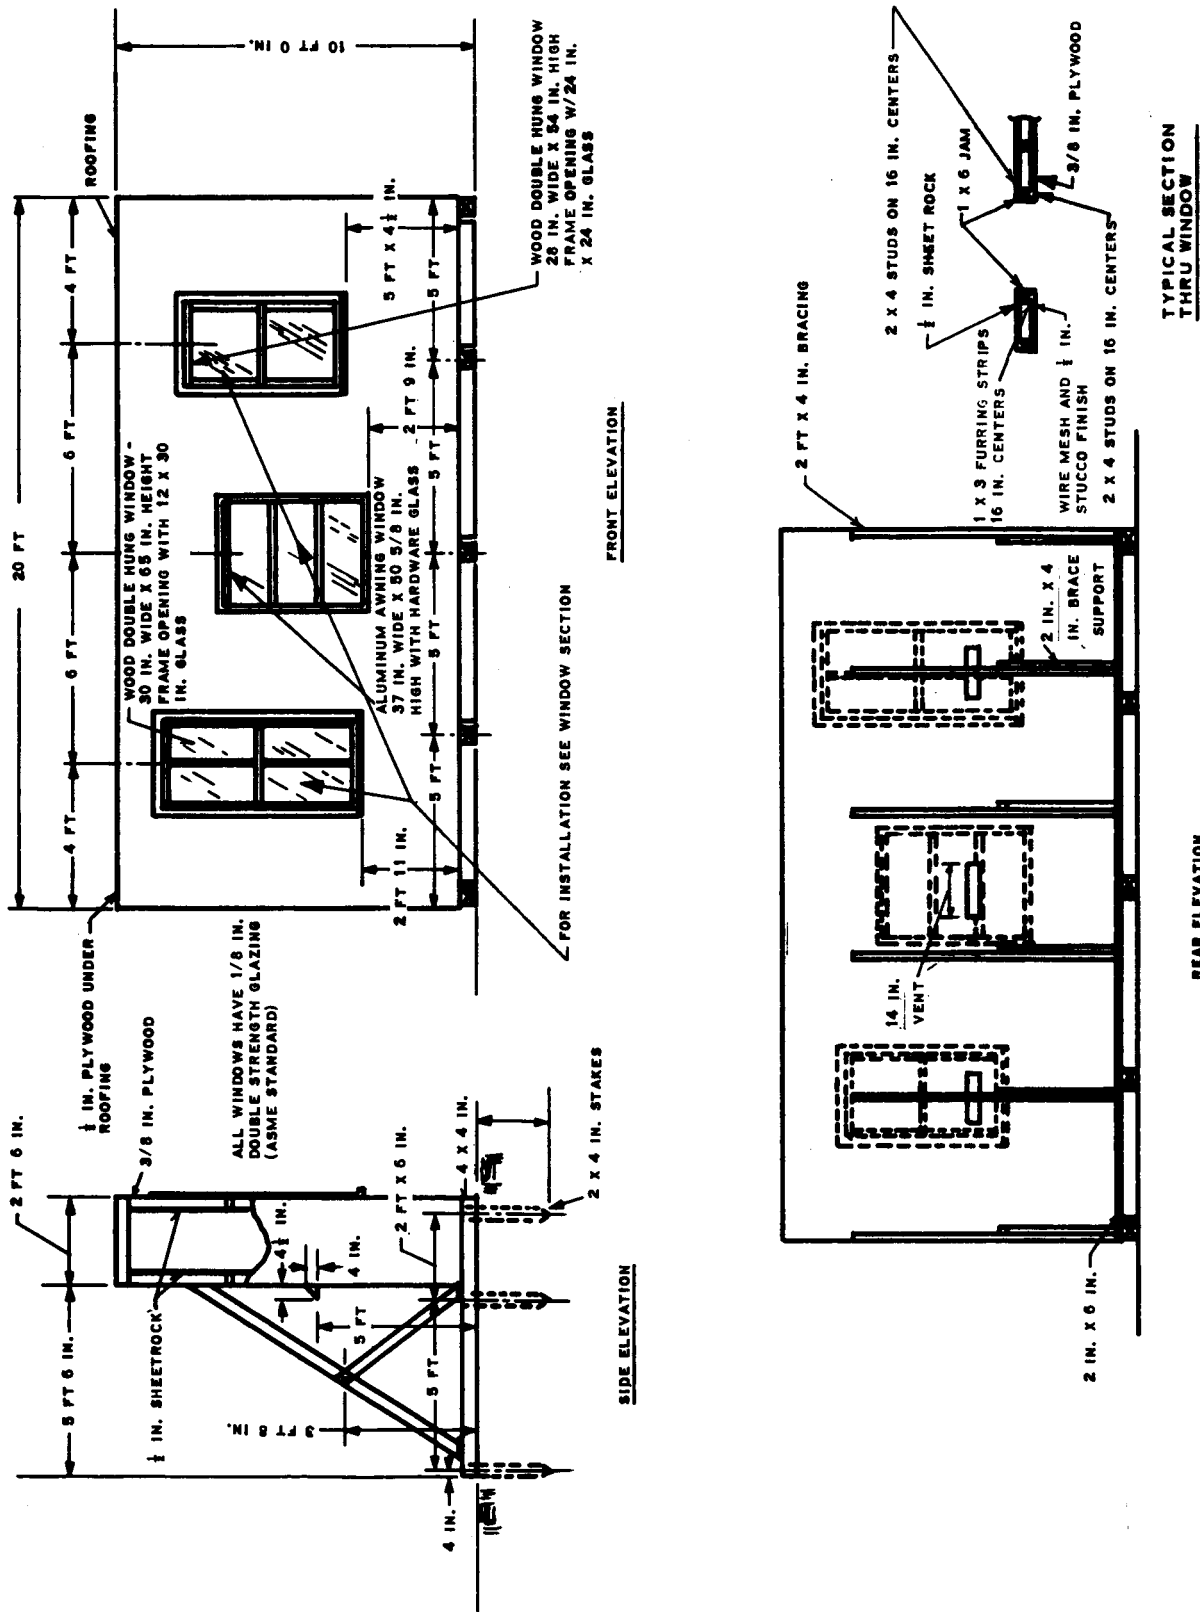 20 FT
4 FT
6 FT
6 FT
4 FT
ROOFING
10 FT 0 IN.
1/2 IN. PLYWOOD UNDER
ROOFING
WOOD DOUBLE HUNG WINDOW -
30 IN. WIDE X 65 IN. HEIGHT
FRAME OPENING WITH 12 X 30
IN. GLASS
ALUMINUM AWNING WINDOW
37 IN. WIDE X 50 5/8 IN.
HIGH WITH HARDWARE GLASS
WOOD DOUBLE HUNG WINDOW
28 IN. WIDE X 54 IN. HIGH
FRAME OPENING W/24 IN.
X 24 IN. GLASS
2 FT 11 IN.
2 FT 9 IN.
5 FT X 4 1/2 IN.
5 FT
5 FT
5 FT
5 FT
FOR INSTALLATION SEE WINDOW SECTION
FRONT ELEVATION
2 FT 6 IN.
5 FT 6 IN.
3/8 IN. PLYWOOD
1/2 IN. SHEETROCK
ALL WINDOWS HAVE 1/8 IN.
DOUBLE STRENGTH GLAZING
(ASME STANDARD)
4 1/2 IN.
4 IN.
5 FT
3 FT 8 IN.
2 FT X 6 IN.
5 FT
4 X 4 IN.
4 IN.
2 X 4 IN. STAKES
SIDE ELEVATION
2 FT X 4 IN. BRACING
14 IN.
VENT
2 IN. X 4
IN. BRACE
SUPPORT
2 IN. X 6 IN.
REAR ELEVATION
2 X 4 STUDS ON 16 IN. CENTERS
1/2 IN. SHEET ROCK
1 X 6 JAM
1 X 3 FURRING STRIPS
16 IN. CENTERS
WIRE MESH AND 1/2 IN.
STUCCO FINISH
3/8 IN. PLYWOOD
2 X 4 STUDS ON 16 IN. CENTERS
TYPICAL SECTION
THRU WINDOW